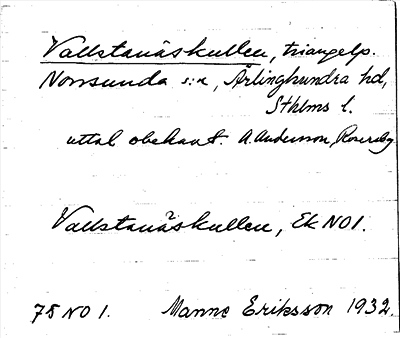 Vallstanäskullen, triangelp.
Norrsunda s:n, Ärlinghundra hd,
Sthlms l.
uttal obekant. A. Andersson, Rosersberg
Vallstanäskullen, Ek NO1.
75 NO 1. Manne Eriksson 1932.